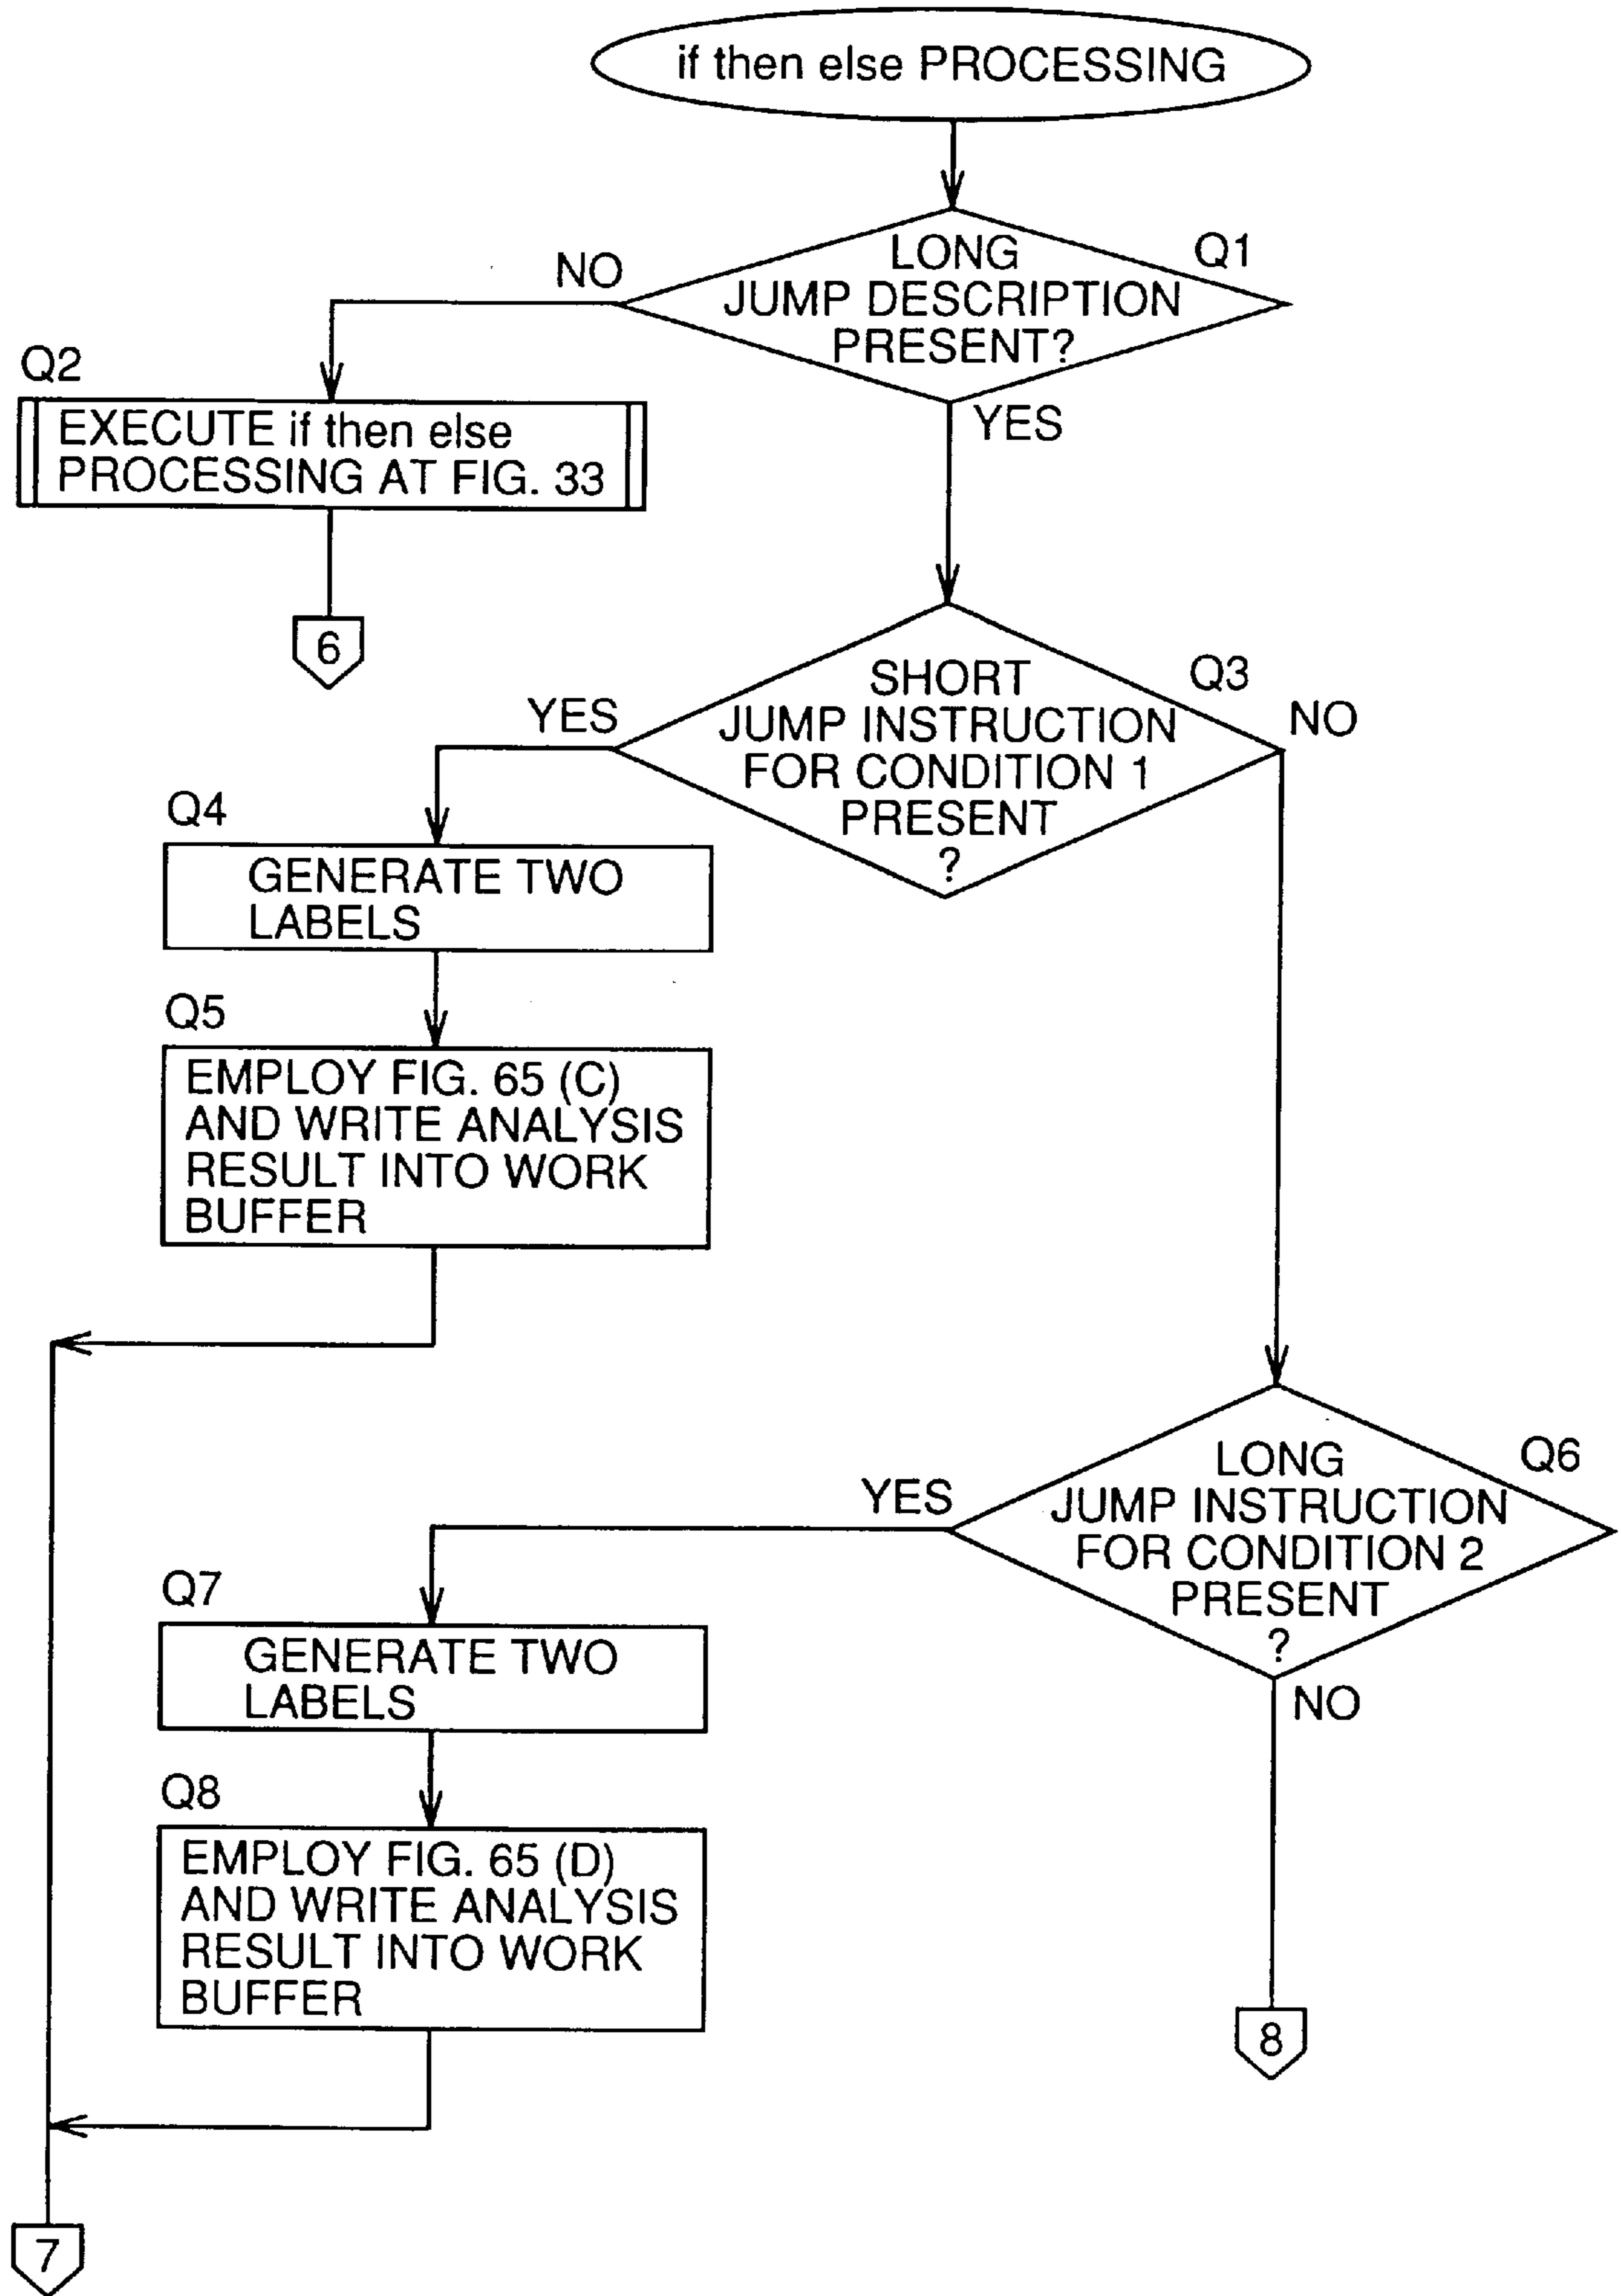 if then else PROCESSING
LONG
JUMP DESCRIPTION
PRESENT?
Q1
NO
YES
Q2
EXECUTE if then else
PROCESSING AT FIG. 33
6
SHORT
JUMP INSTRUCTION
FOR CONDITION 1
PRESENT
?
Q3
YES
NO
Q4
GENERATE TWO
LABELS
Q5
EMPLOY FIG. 65 (C)
AND WRITE ANALYSIS
RESULT INTO WORK
BUFFER
LONG
JUMP INSTRUCTION
FOR CONDITION 2
PRESENT
?
Q6
YES
NO
Q7
GENERATE TWO
LABELS
Q8
EMPLOY FIG. 65 (D)
AND WRITE ANALYSIS
RESULT INTO WORK
BUFFER
8
7